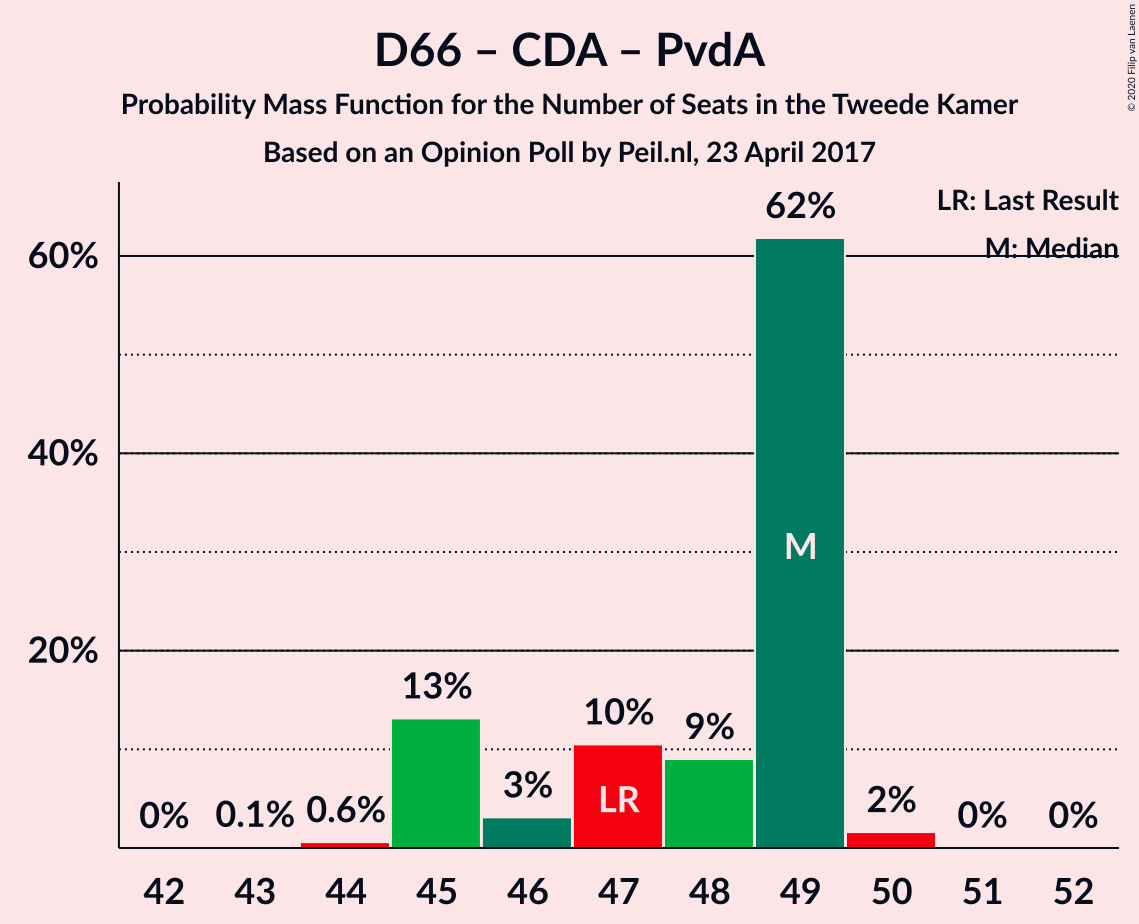 D66 – CDA – PvdA
Probability Mass Function for the Number of Seats in the Tweede Kamer
Based on an Opinion Poll by Peil.nl, 23 April 2017
© 2020 Filip van Laenen
LR: Last Result
M: Median
60%
40%
20%
0%
0.1%
0.6%
13%
3%
10%
9%
62%
2%
0%
0%
LR
M
42 43 44 45 46 47 48 49 50 51 52